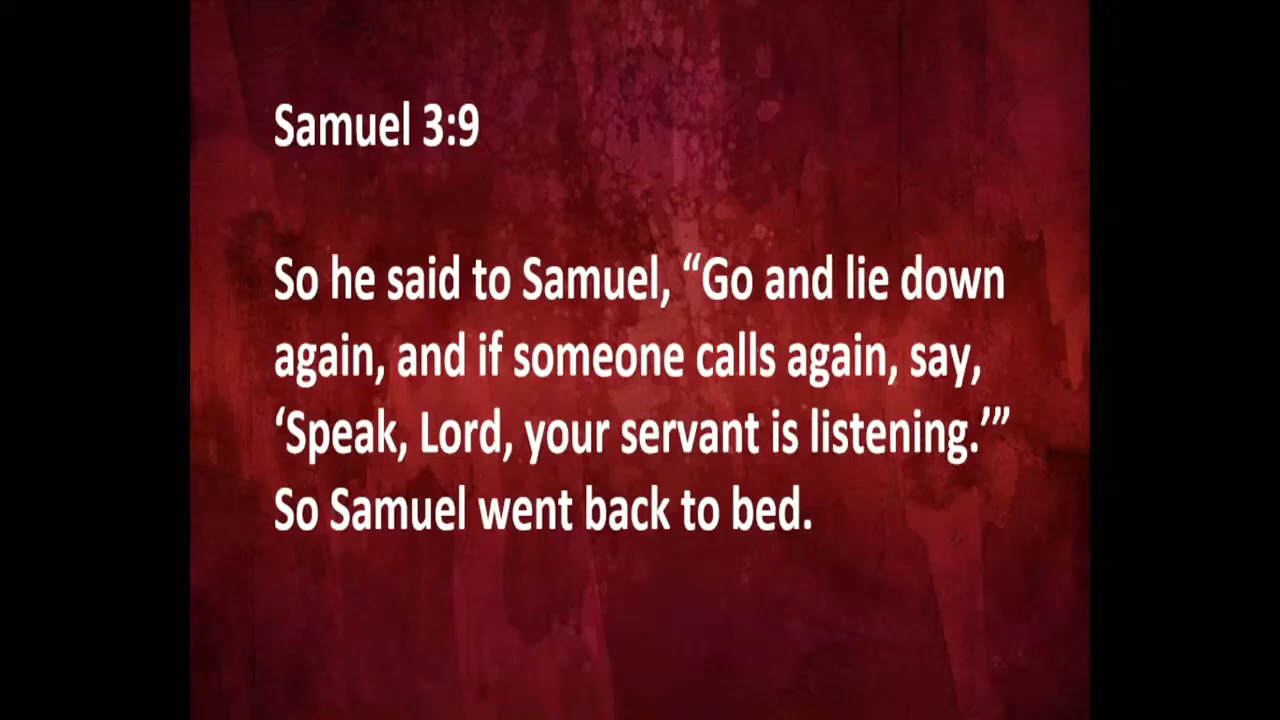 Samuel 3:9
So he said to Samuel, “Go and lie down
again, and if someone calls again, say,
‘Speak, Lord, your servant is listening.’”
So Samuel went back to bed.